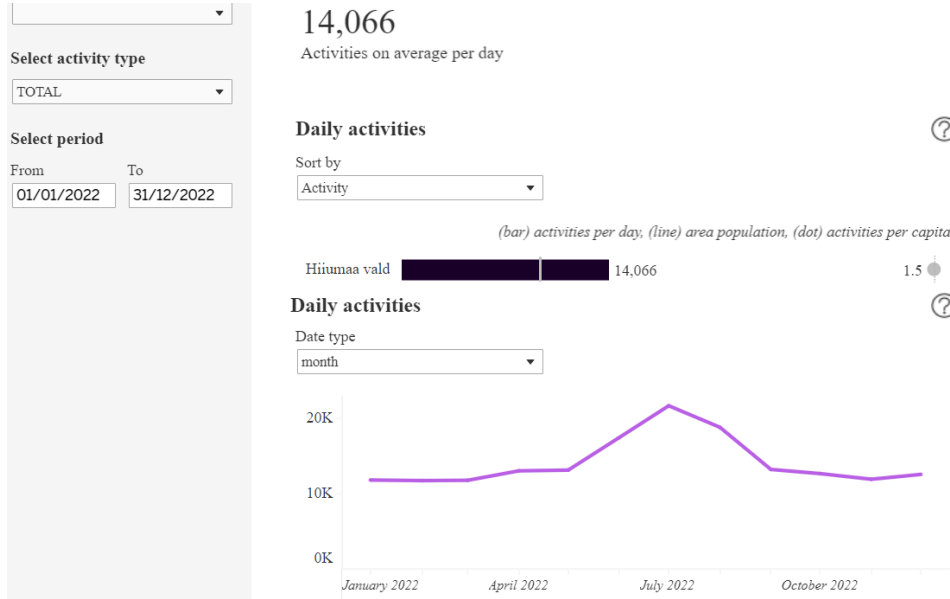 14,066
Activities on average per day
Select activity type
TOTAL
Select period
From To
01/01/2022 31/12/2022
Daily activities ?
Sort by
Activity
(bar) activities per day, (line) area population, (dot) activities per capita
Hiiumaa vald 14,066 1.5
Daily activities ?
Date type
month
20K
10K
0K
January 2022 April 2022 July 2022 October 2022